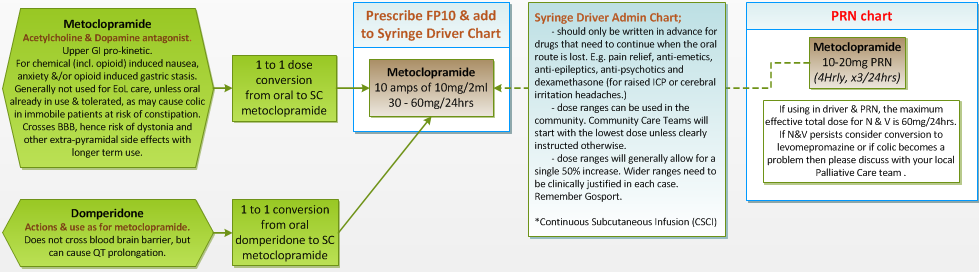 Metoclopramide
Acetylcholine & Dopamine antagonist.
Upper GI pro-kinetic.
For chemical (incl. opioid) induced nausea,
anxiety &/or opioid induced gastric stasis.
Generally not used for EoL care, unless oral
already in use & tolerated, as may cause colic
in immobile patients at risk of constipation.
Crosses BBB, hence risk of dystonia and
other extra-pyramidal side effects with
longer term use.
1 to 1 dose
conversion
from oral to SC
metoclopramide
Domperidone
Actions & use as for metoclopramide.
Does not cross blood brain barrier, but
can cause QT prolongation.
1 to 1 conversion
from oral
domperidone to SC
metoclopramide
Prescribe FP10 & add
to Syringe Driver Chart
Metoclopramide
10 amps of 10mg/2ml
30 - 60mg/24hrs
Syringe Driver Admin Chart;
- should only be written in advance for
drugs that need to continue when the oral
route is lost. E.g. pain relief, anti-emetics,
anti-epileptics, anti-psychotics and
dexamethasone (fos raised ICP or cerebral
irritation headaches.)
- dose ranges can be used in the
community. Community Care Teams will
start with the lowest dose unless clearly
instructed otherwise.
- dose ranges will generally allow for a
single 50% increase. Wider ranges need to
be clinically justified in each case.
Remember Gosport.
*Continuous Subcutaneous Infusion (CSCI)
PRN chart
Metoclopramide
10-20mg PRN
(4Hrly, x3/24hrs)
If using in driver & PRN, the maximum
effective total dose for N & V is 60mg/24hrs.
If N&V persists consider conversion to
levomepromazine or if colic becomes a
problem then please discuss with your local
Palliative Care team .